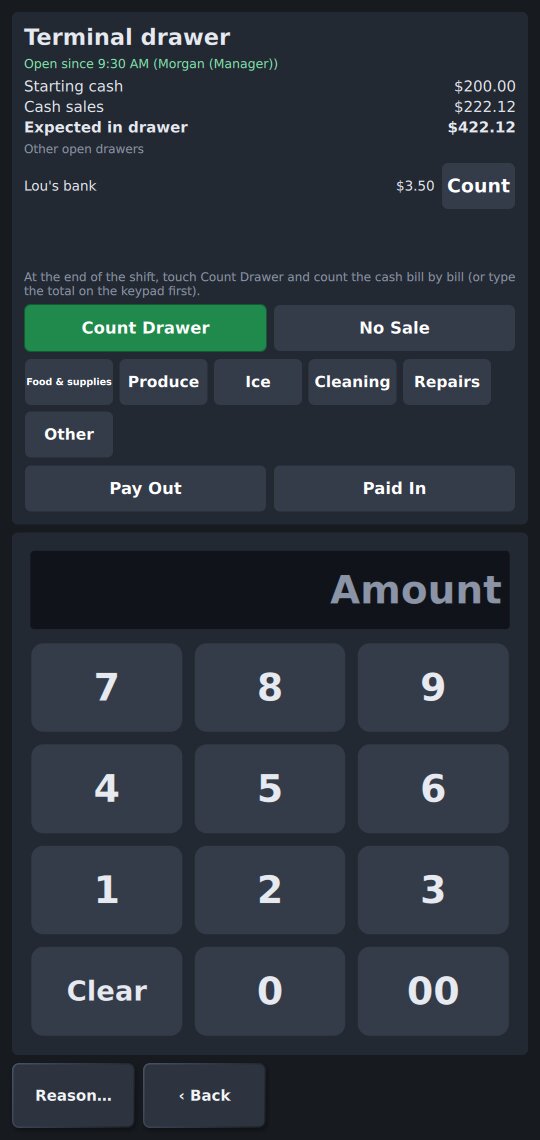 Terminal drawer
Open since 9:30 AM (Morgan (Manager))
Starting cash $200.00
Cash sales $222.12
Expected in drawer $422.12
Other open drawers
Lou's bank $3.50 Count
At the end of the shift, touch Count Drawer and count the cash bill by bill (or type
the total on the keypad first).
Count Drawer No Sale
Food & supplies Produce Ice Cleaning Repairs
Other
Pay Out Paid In
Amount
7 8 9
4 5 6
1 2 3
Clear 0 00
Reason… ‹ Back